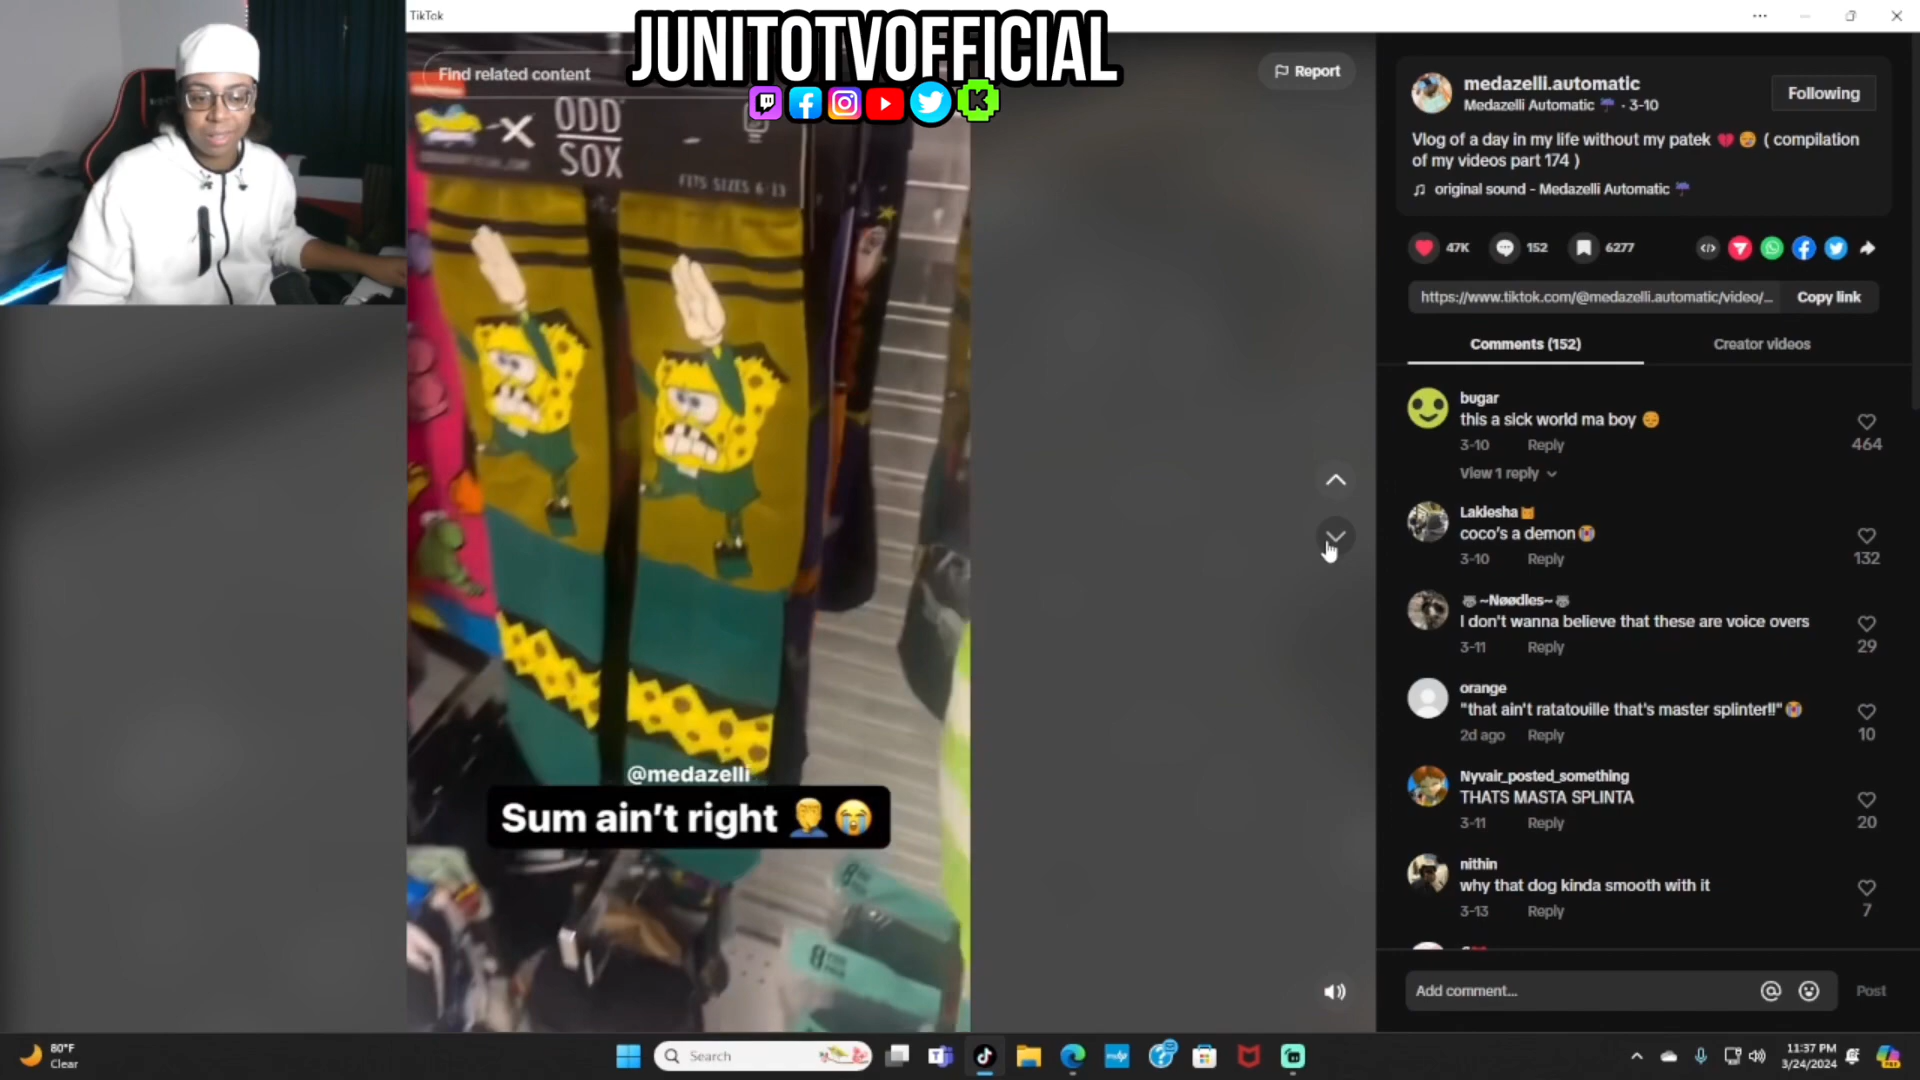 TikTok
JUNITOTVOFFICIAL
Find related content
Report
ODD
SOX
FITS SIZES 6-13
@medazelli
Sum ain't right 🤦‍♂️😭
medazelli.automatic
Medazelli Automatic ☔ · 3-10
Following
Vlog of a day in my life without my patek 💔 😔 ( compilation
of my videos part 174 )
♫ original sound - Medazelli Automatic ☔
47K
152
6277
https://www.tiktok.com/@medazelli.automatic/video/...
Copy link
Comments (152)
Creator videos
bugar
this a sick world ma boy 😔
3-10 Reply
464
View 1 reply
Laklesha
coco's a demon😭
3-10 Reply
132
~Nøødles~
I don't wanna believe that these are voice overs
3-11 Reply
29
orange
"that ain't ratatouille that's master splinter!!"😭
2d ago Reply
10
Nyvair_posted_something
THATS MASTA SPLINTA
3-11 Reply
20
nithin
why that dog kinda smooth with it
3-13 Reply
7
Add comment...
Post
80°F
Clear
Search
11:37 PM
3/24/2024